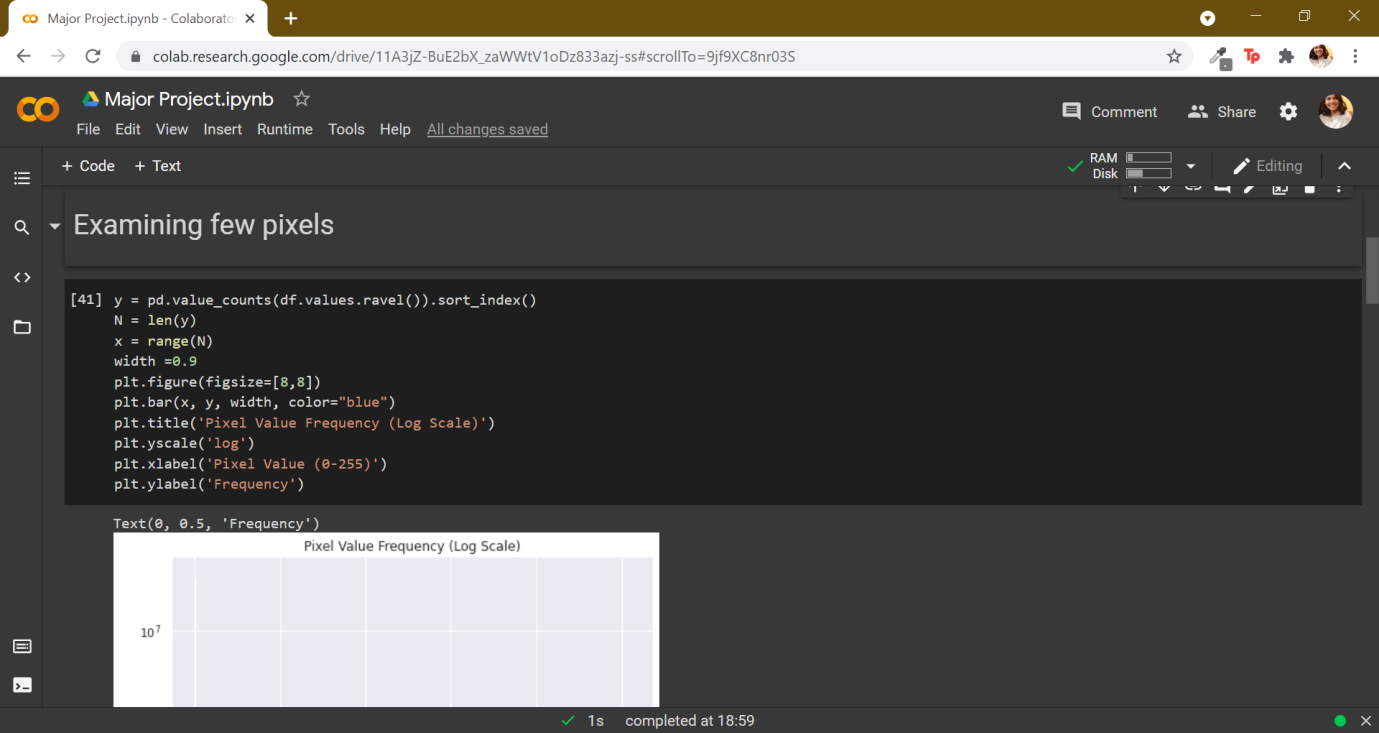 Major Project.ipynb - Colaborato
colab.research.google.com/drive/11A3jZ-BuE2bX_zaWWtV1oDz833azj-ss#scrollTo=9jf9XC8nr03S
Tp
Major Project.ipynb
Comment
Share
File Edit View Insert Runtime Tools Help All changes saved
+ Code + Text
RAM
Disk
Editing
Examining few pixels
[41] y = pd.value_counts(df.values.ravel()).sort_index()
N = len(y)
x = range(N)
width =0.9
plt.figure(figsize=[8,8])
plt.bar(x, y, width, color="blue")
plt.title('Pixel Value Frequency (Log Scale)')
plt.yscale('log')
plt.xlabel('Pixel Value (0-255)')
plt.ylabel('Frequency')
Text(0, 0.5, 'Frequency')
Pixel Value Frequency (Log Scale)
10⁷
1s completed at 18:59